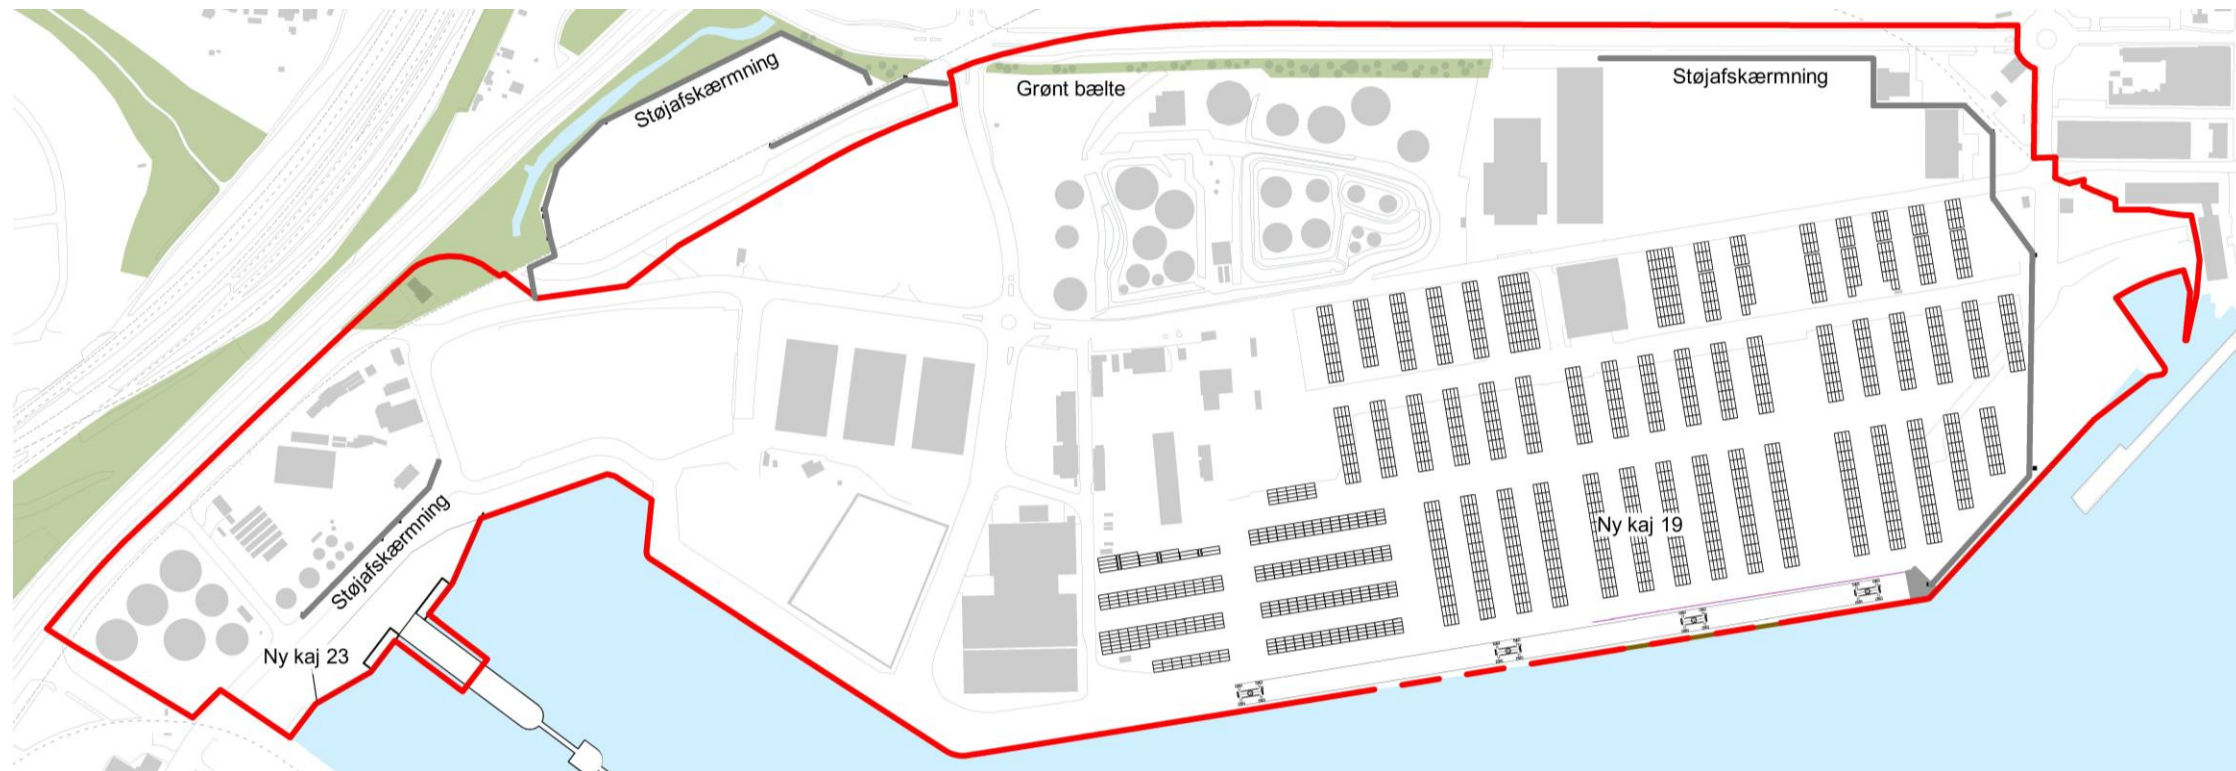 Støjafskærmning
Grønt bælte
Støjafskærmning
Støjafskærmning
Ny kaj 19
Ny kaj 23